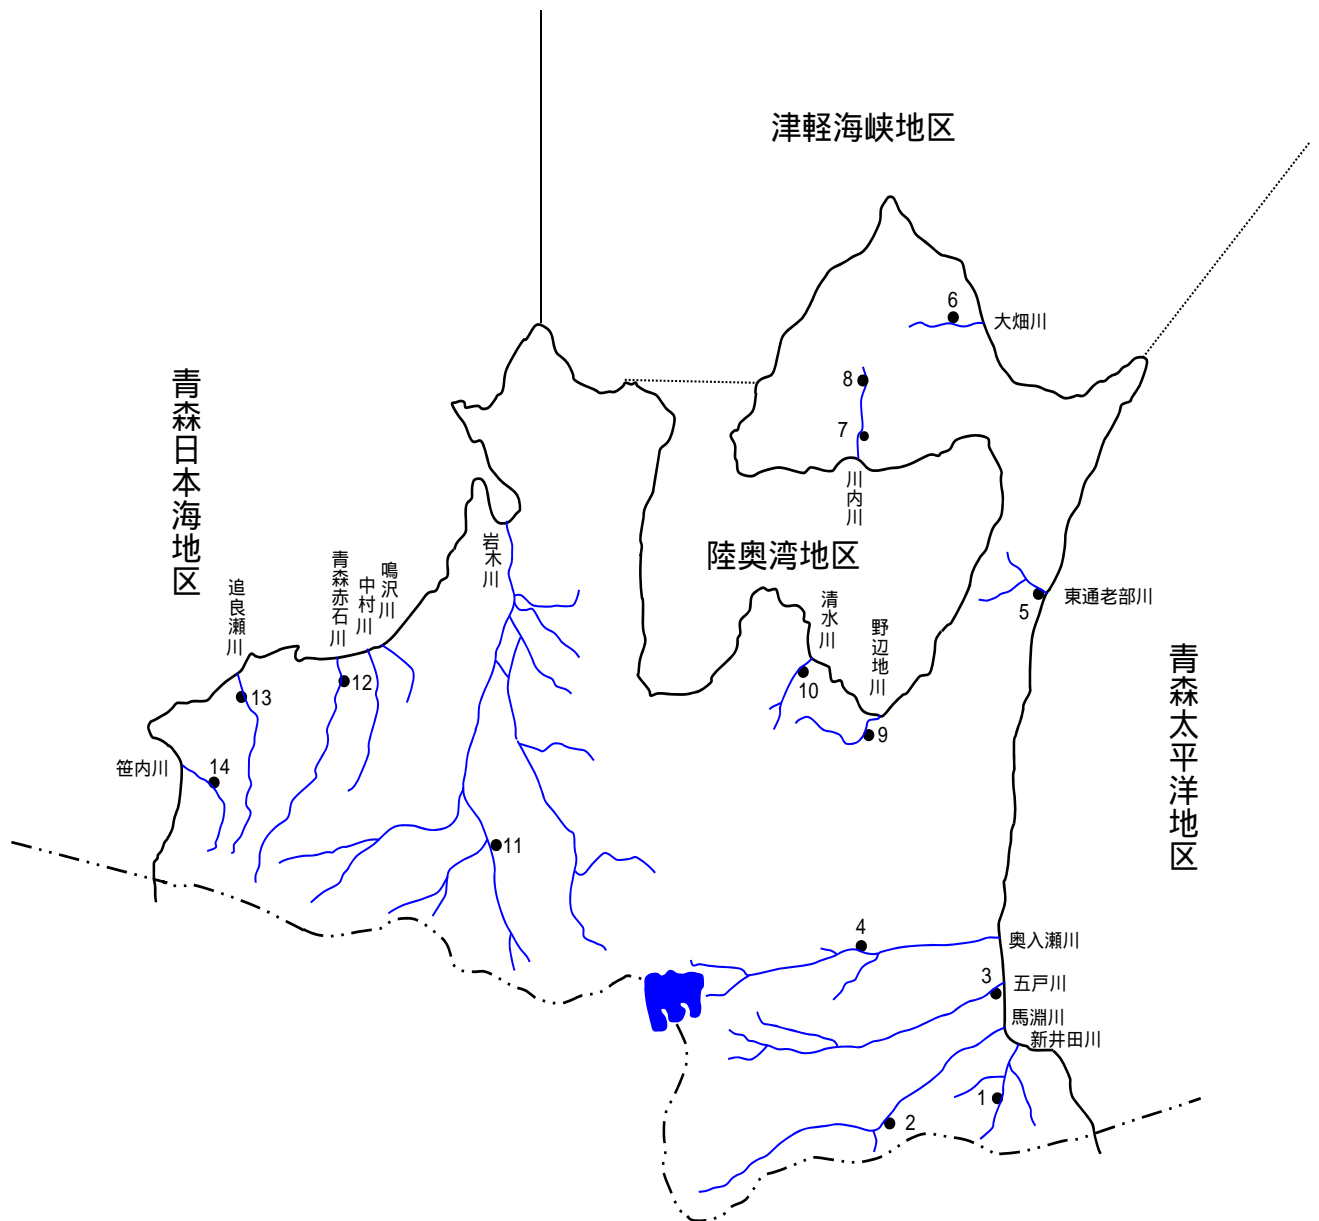 津軽海峡地区
6
大畑川
青森日本海地区
8
7
川内川
陸奥湾地区
岩木川
青森赤石川
中村川
鳴沢川
追良瀬川
清水川
野辺地川
5
東通老部川
青森太平洋地区
12
13
10
9
笹内川
14
11
4
奥入瀬川
3
五戸川
馬淵川
新井田川
1
2